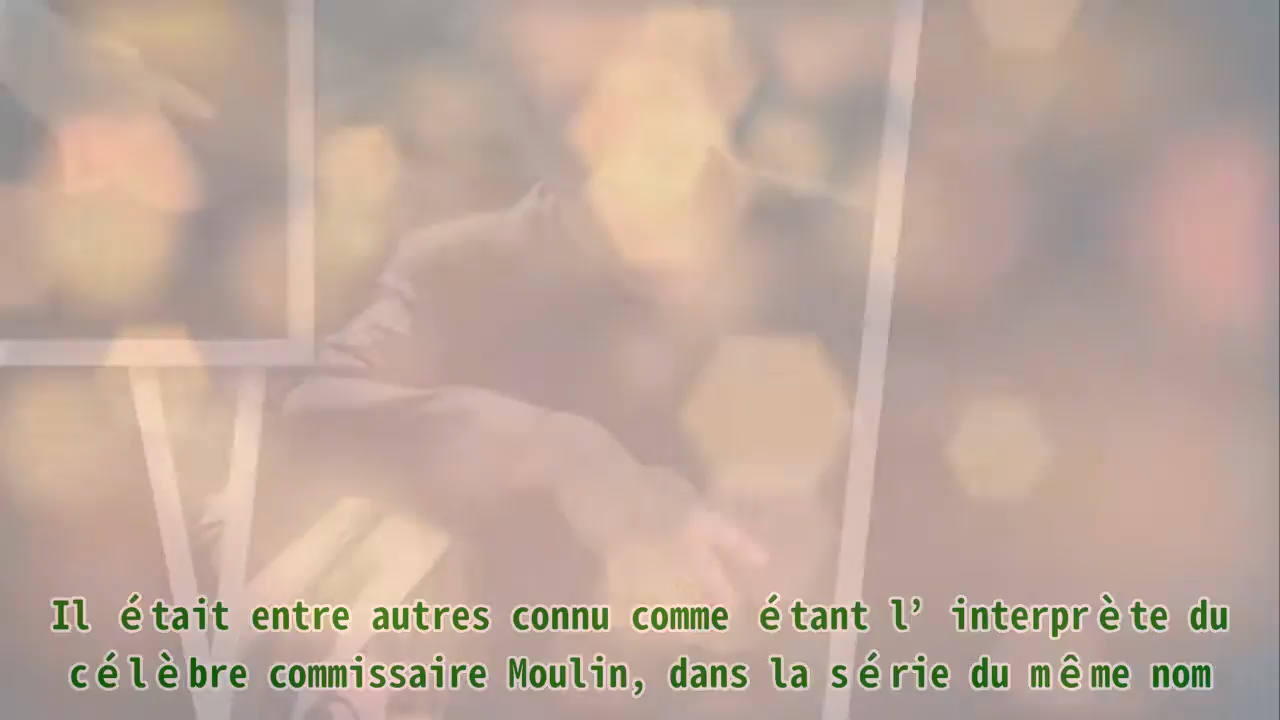 Il était entre autres connu comme étant l’ interprète du
célèbre commissaire Moulin, dans la série du même nom